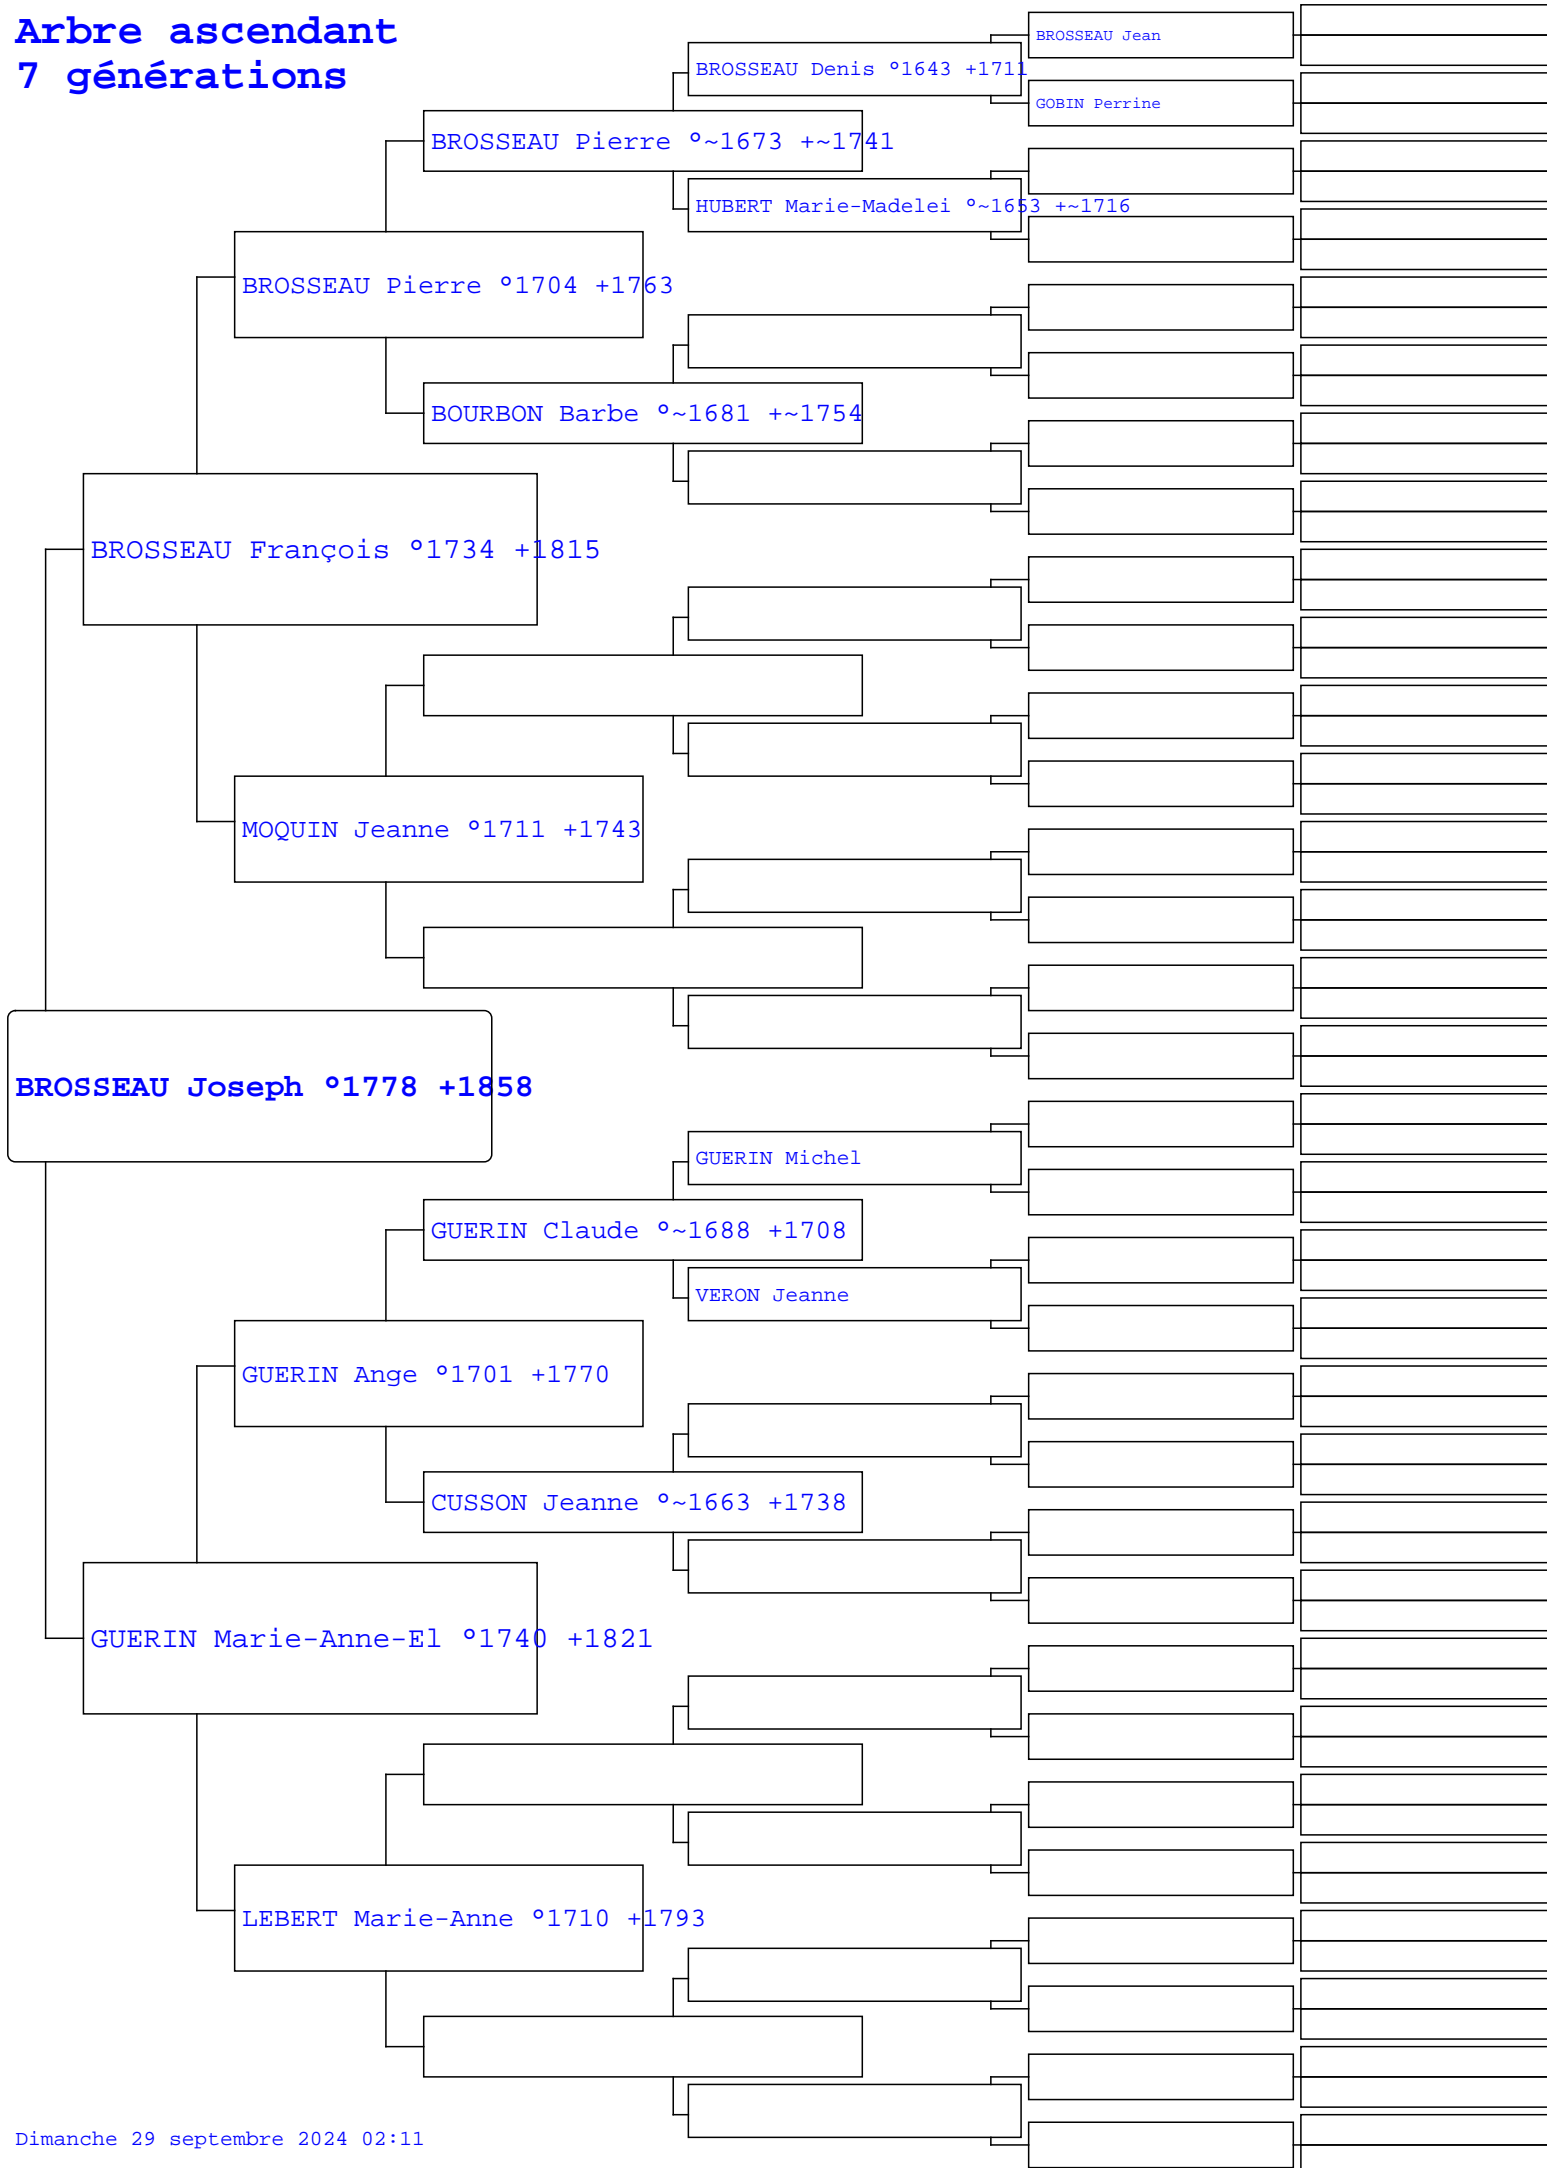 Arbre ascendant
7 générations
BROSSEAU Jean
BROSSEAU Denis °1643 +1711
GOBIN Perrine
BROSSEAU Pierre °~1673 +~1741
HUBERT Marie-Madelei °~1653 +~1716
BROSSEAU Pierre °1704 +1763
BOURBON Barbe °~1681 +~1754
BROSSEAU François °1734 +1815
MOQUIN Jeanne °1711 +1743
BROSSEAU Joseph °1778 +1858
GUERIN Michel
GUERIN Claude °~1688 +1708
VERON Jeanne
GUERIN Ange °1701 +1770
CUSSON Jeanne °~1663 +1738
GUERIN Marie-Anne-El °1740 +1821
LEBERT Marie-Anne °1710 +1793
Dimanche 29 septembre 2024 02:11